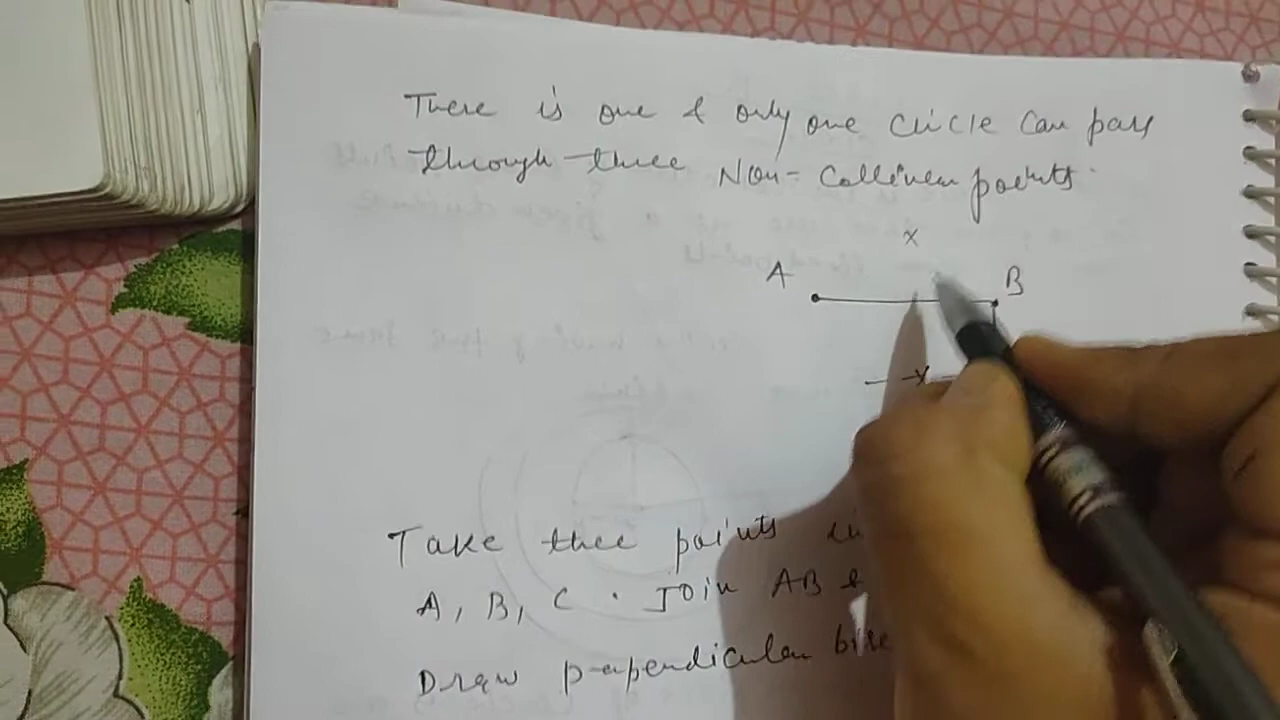 There is one & only one circle can pass
through three Non-Collinear points.
x
A
B
Y
Take three points
A, B, C. JOIN AB &
Draw perpendicular